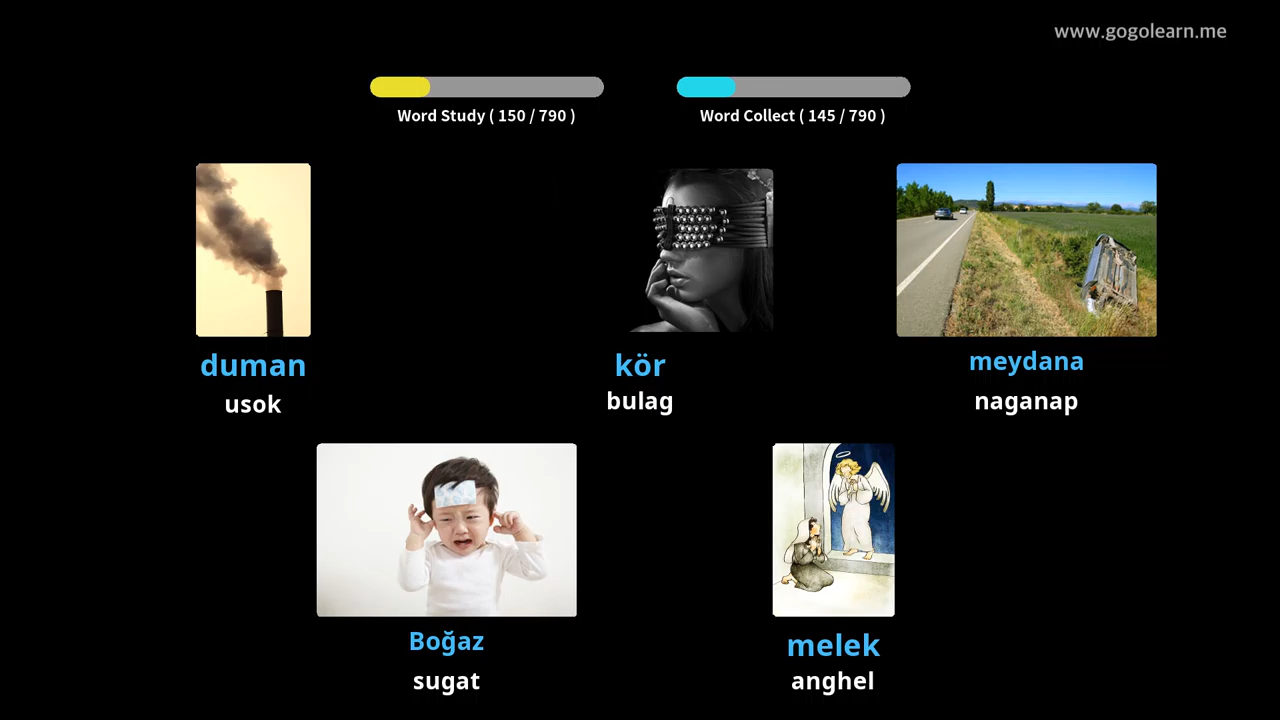 www.gogolearn.me
Word Study ( 150 / 790 )
Word Collect ( 145 / 790 )
duman
usok
kör
bulag
meydana
naganap
Boğaz
sugat
melek
anghel